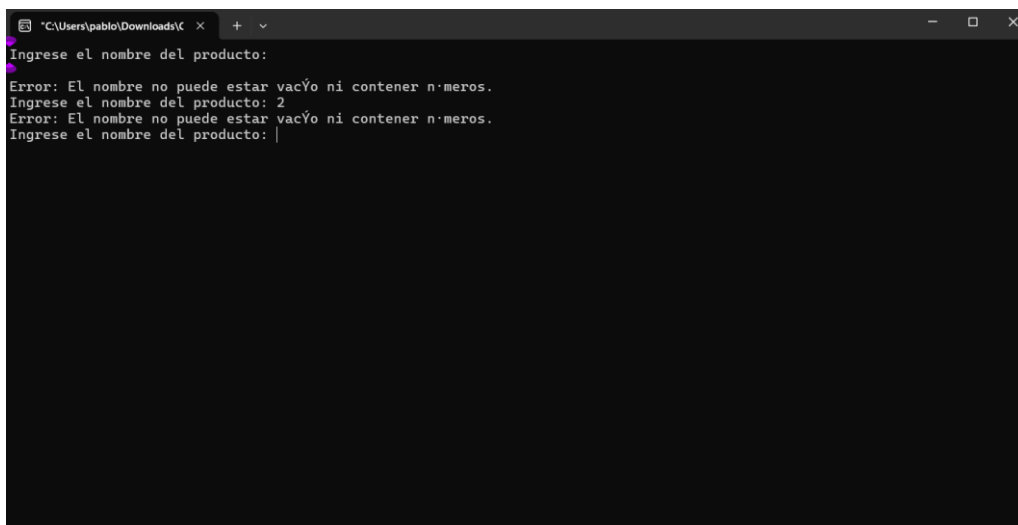 "C:\Users\pablo\Downloads\C
Ingrese el nombre del producto:
Error: El nombre no puede estar vacÝo ni contener n·meros.
Ingrese el nombre del producto: 2
Error: El nombre no puede estar vacÝo ni contener n·meros.
Ingrese el nombre del producto: